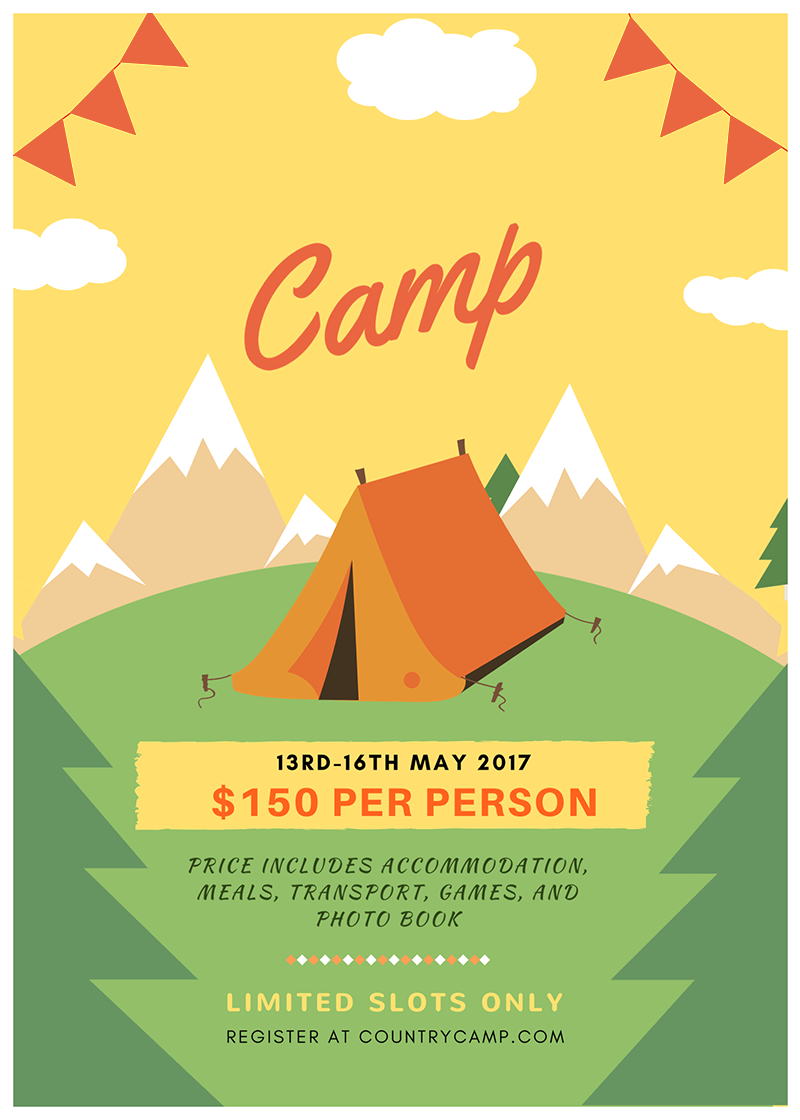 Camp
13RD-16TH MAY 2017
$150 PER PERSON
PRICE INCLUDES ACCOMMODATION,
MEALS, TRANSPORT, GAMES, AND
PHOTO BOOK
LIMITED SLOTS ONLY
REGISTER AT COUNTRYCAMP.COM